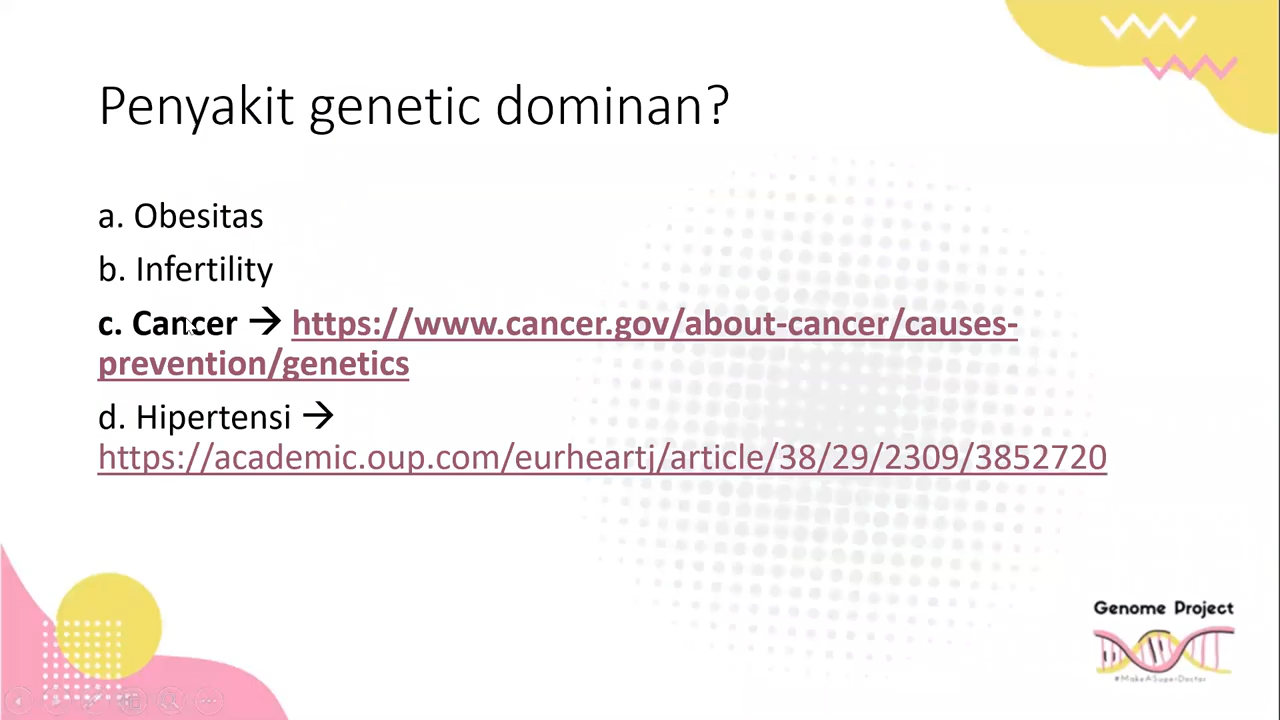 Penyakit genetic dominan?
a. Obesitas
b. Infertility
c. Cancer → https://www.cancer.gov/about-cancer/causes-
prevention/genetics
d. Hipertensi →
https://academic.oup.com/eurheartj/article/38/29/2309/3852720
Genome Project
#MakeASuperDoctor